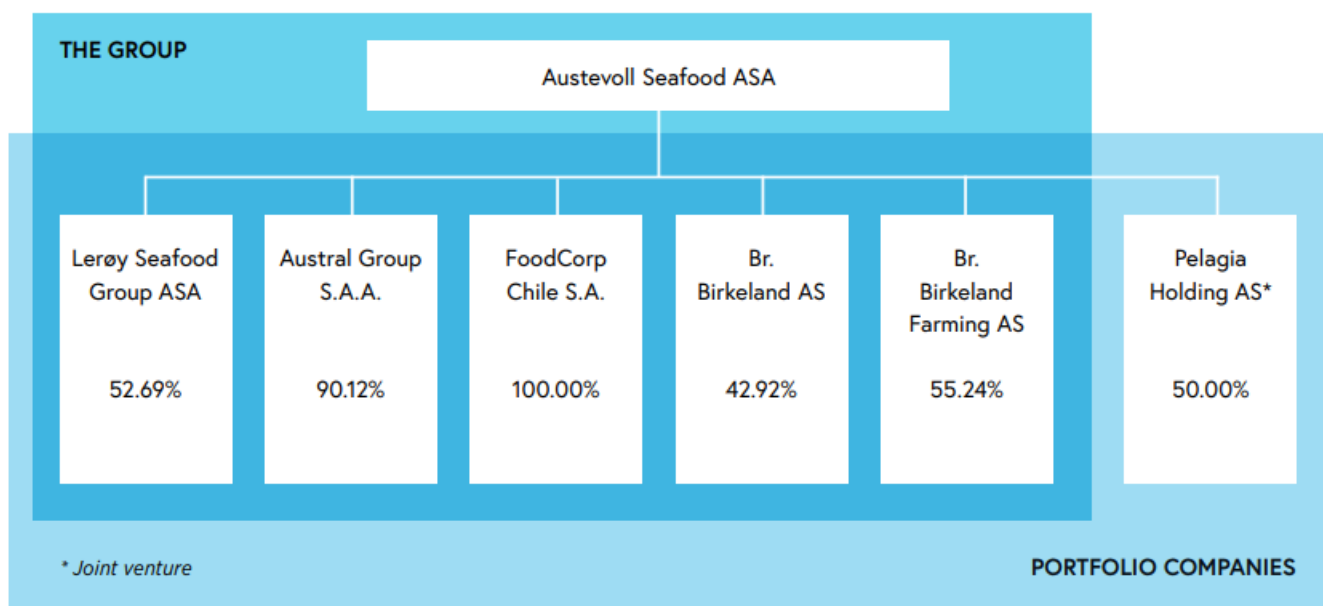 THE GROUP
Austevoll Seafood ASA
Lerøy Seafood
Group ASA
52.69%
Austral Group
S.A.A.
90.12%
FoodCorp
Chile S.A.
100.00%
Br.
Birkeland AS
42.92%
Br.
Birkeland
Farming AS
55.24%
Pelagia
Holding AS*
50.00%
* Joint venture
PORTFOLIO COMPANIES